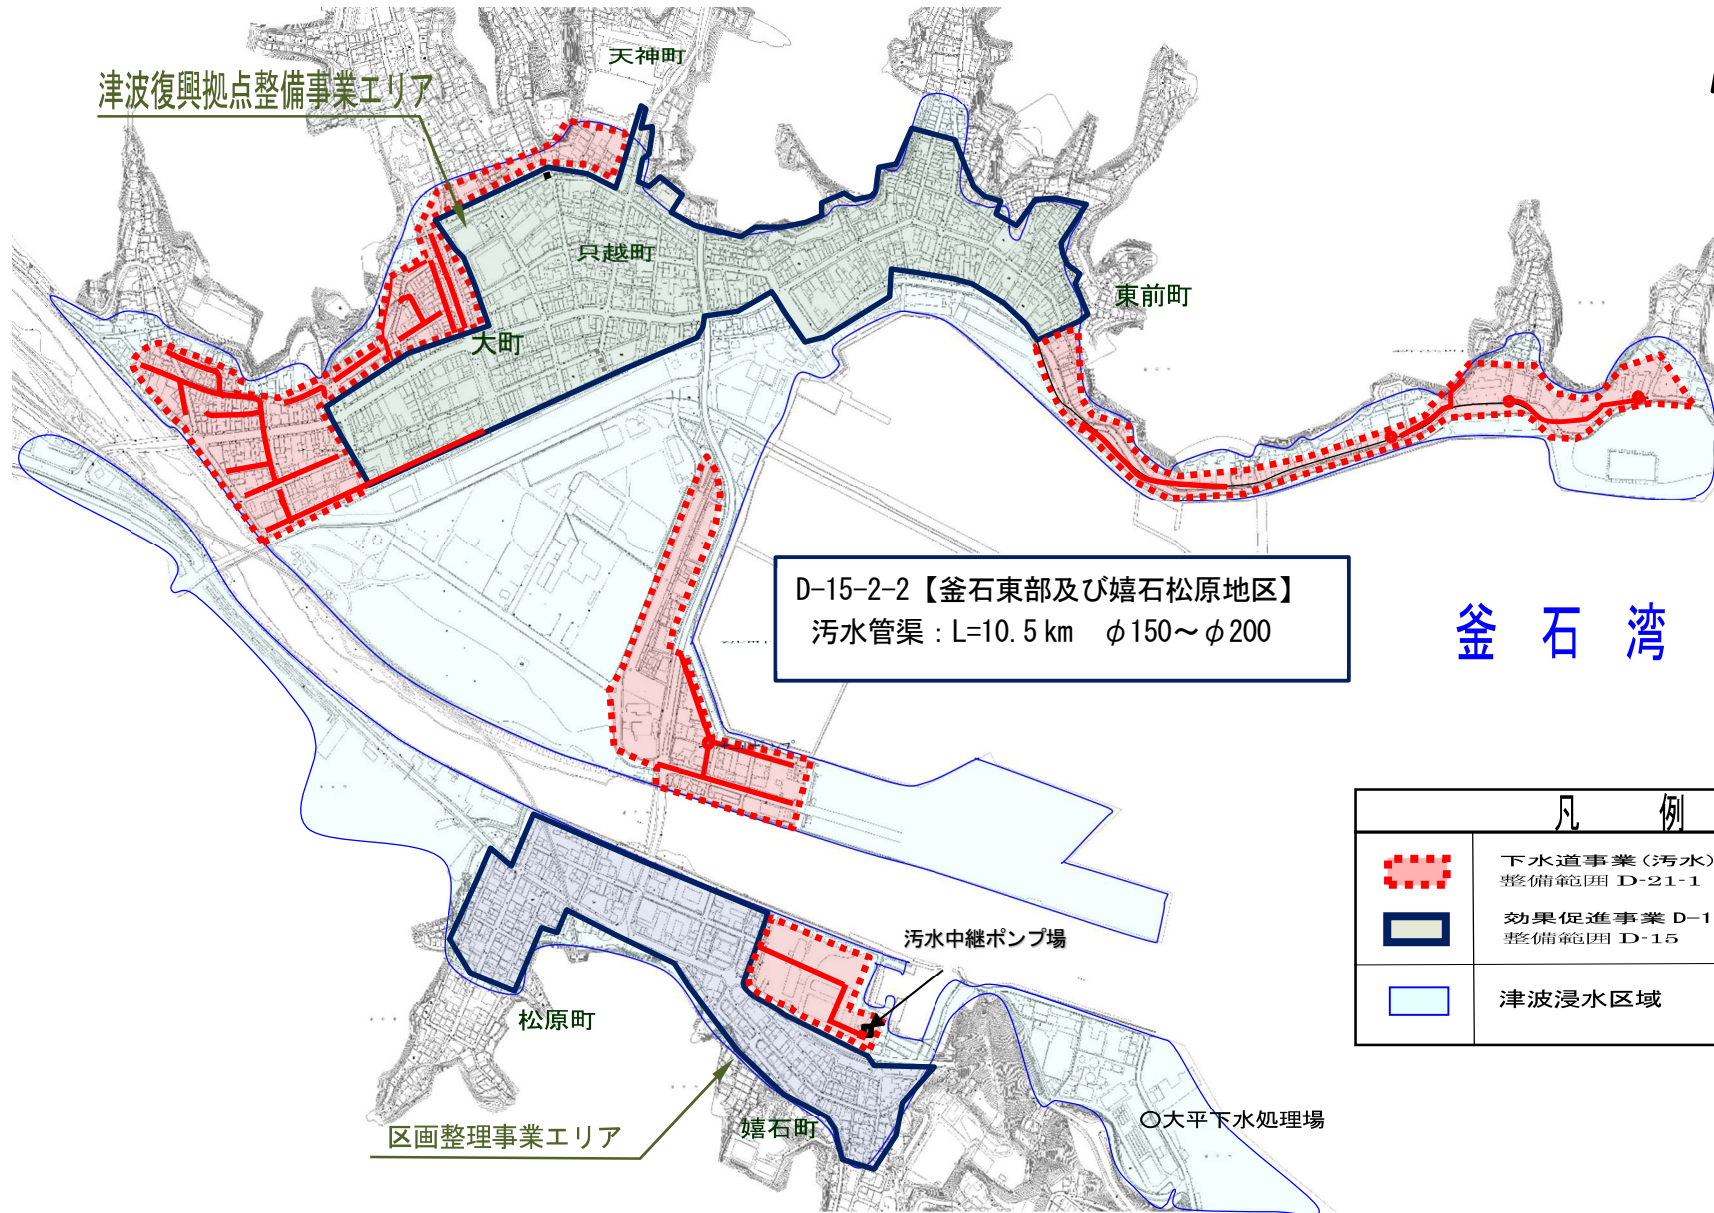 天神町
津波復興拠点整備事業エリア
只越町
東前町
大町
D-15-2-2【釜石東部及び嬉石松原地区】
汚水管渠：L=10.5km　φ150～φ200
釜 石 湾
凡　例
下水道事業(汚水)
整備範囲 D-21-1
効果促進事業 D-1
整備範囲 D-15
津波浸水区域
汚水中継ポンプ場
松原町
大平下水処理場
嬉石町
区画整理事業エリア